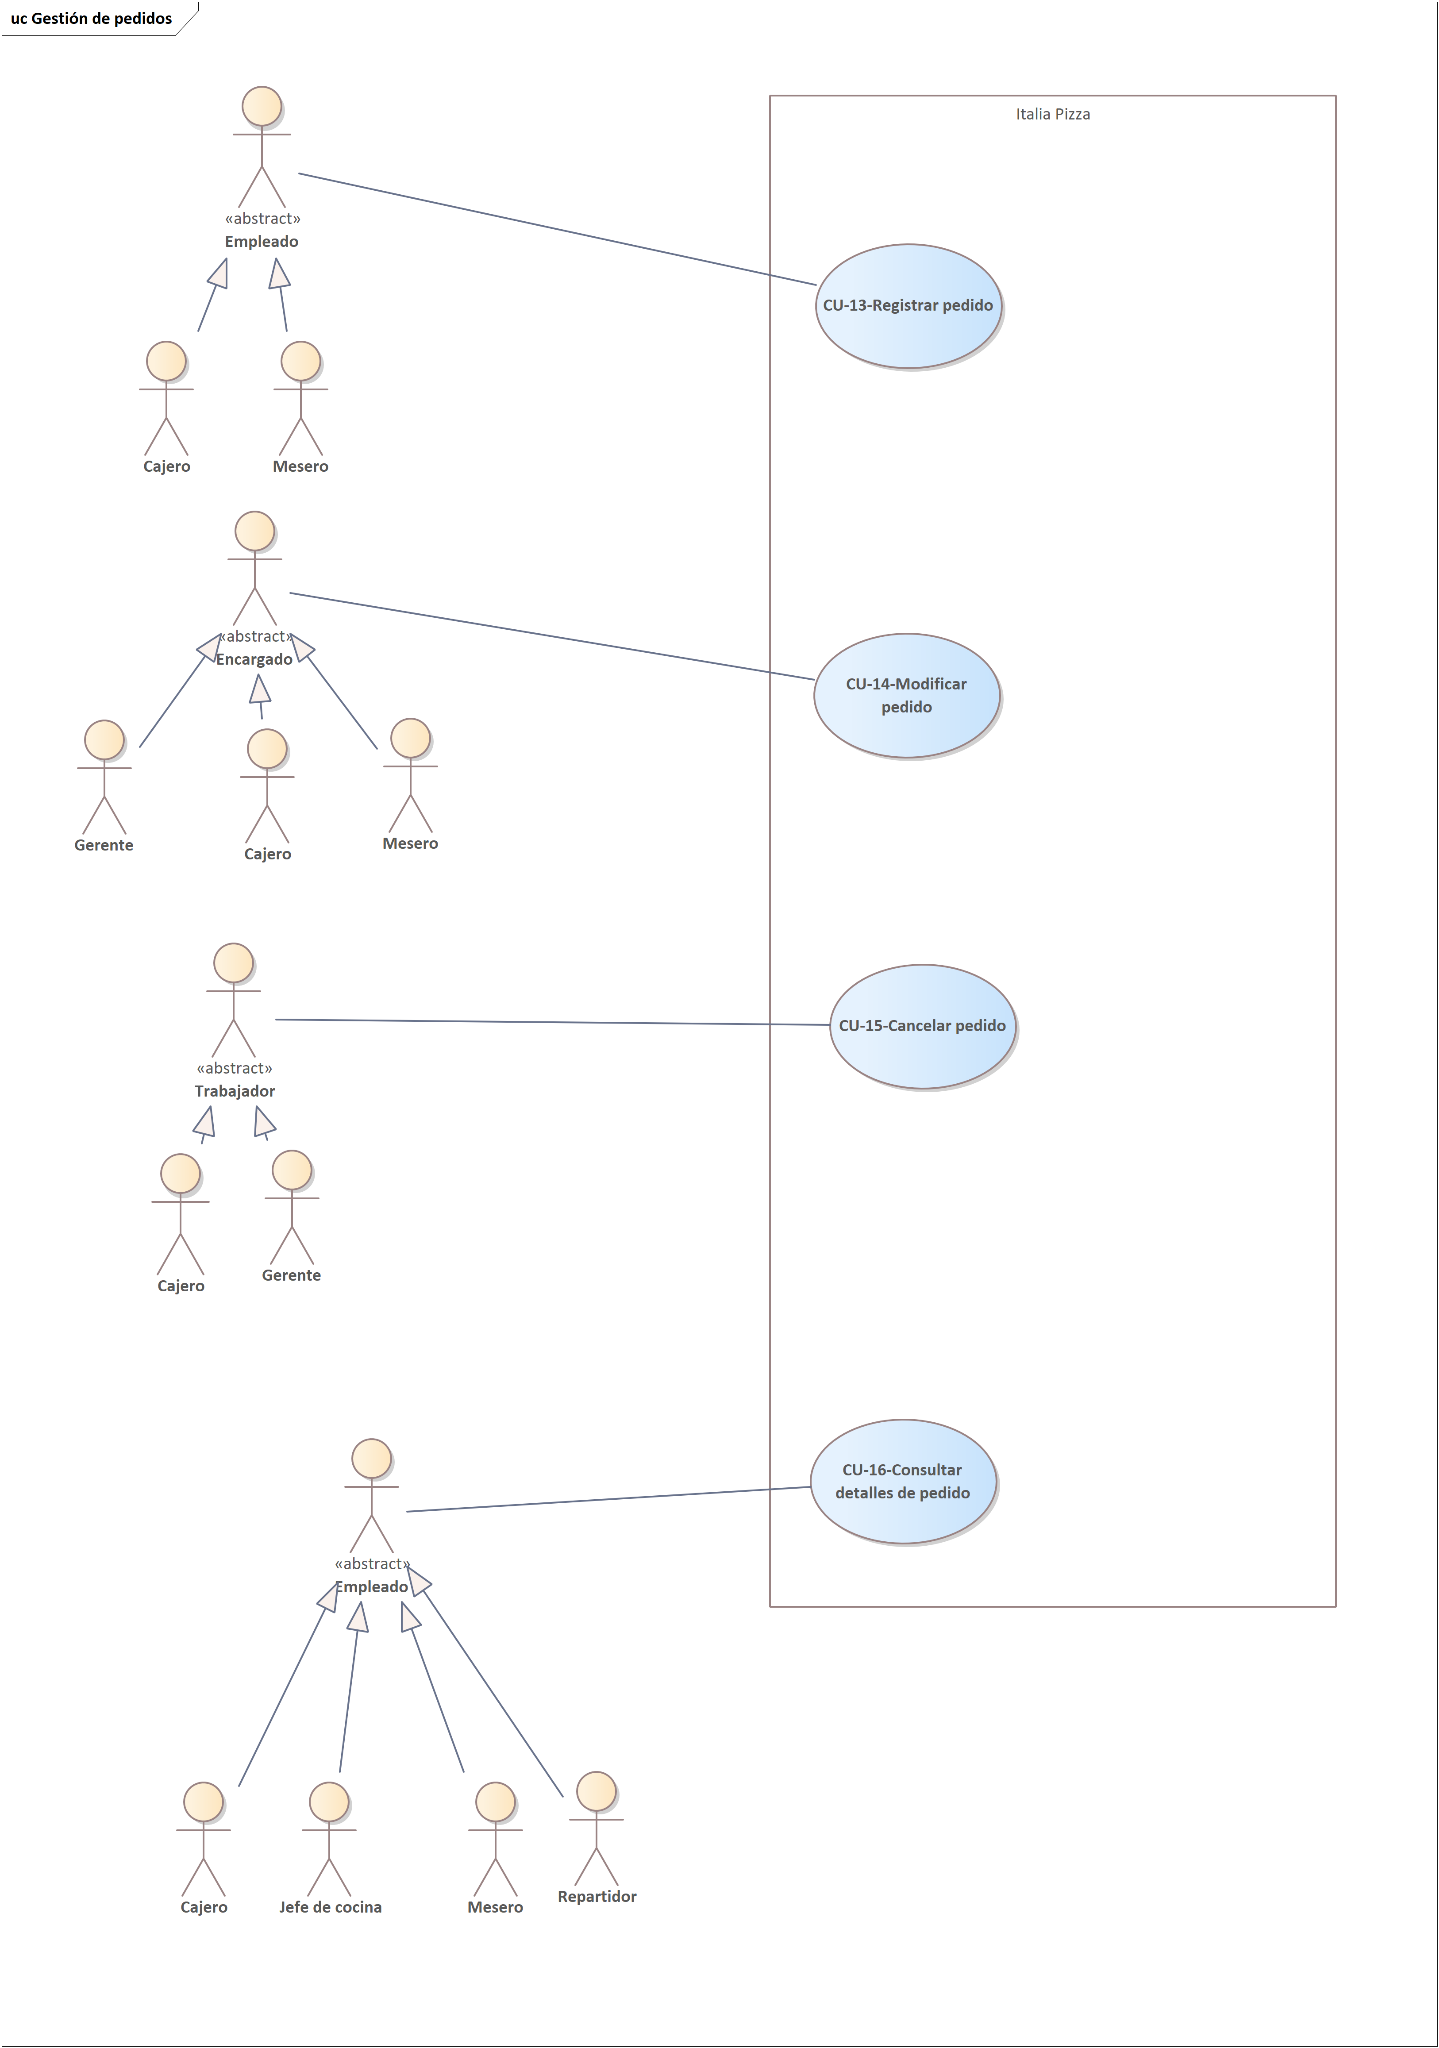 uc Gestión de pedidos
Italia Pizza
«abstract»
Empleado
CU-13-Registrar pedido
Cajero
Mesero
«abstract»
Encargado
CU-14-Modificar
pedido
Gerente
Cajero
Mesero
CU-15-Cancelar pedido
«abstract»
Trabajador
Cajero
Gerente
CU-16-Consultar
detalles de pedido
«abstract»
Empleado
Cajero
Jefe de cocina
Mesero
Repartidor